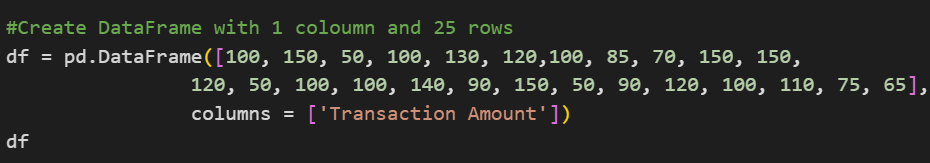 #Create DataFrame with 1 coloumn and 25 rows
df = pd.DataFrame([100, 150, 50, 100, 130, 120,100, 85, 70, 150, 150,
120, 50, 100, 100, 140, 90, 150, 50, 90, 120, 100, 110, 75, 65],
columns = ['Transaction Amount'])
df